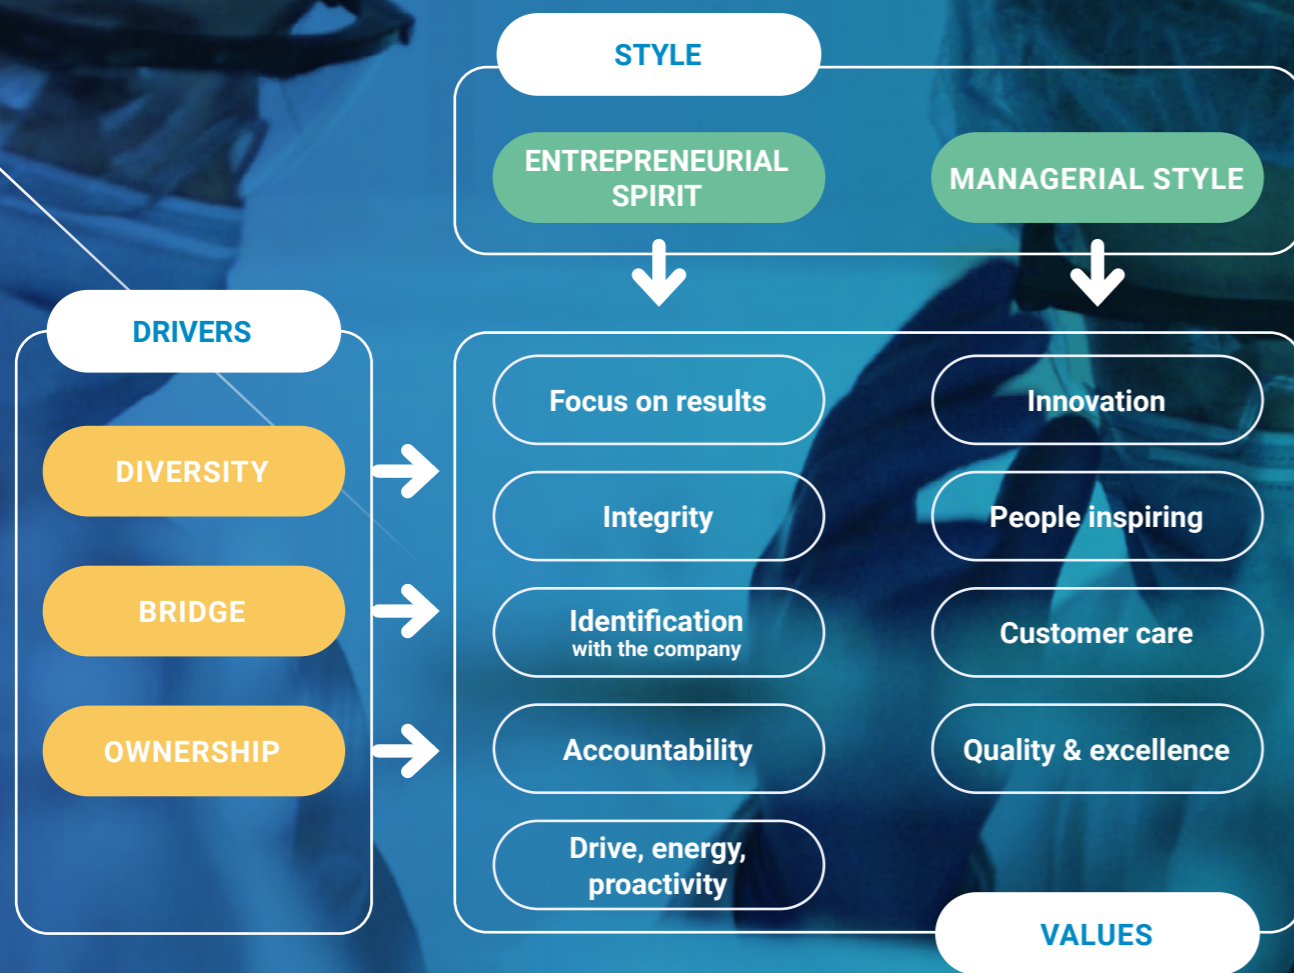 STYLE
ENTREPRENEURIAL
SPIRIT
MANAGERIAL STYLE
DRIVERS
DIVERSITY
BRIDGE
OWNERSHIP
Focus on results
Integrity
Identification
with the company
Accountability
Drive, energy,
proactivity
Innovation
People inspiring
Customer care
Quality & excellence
VALUES